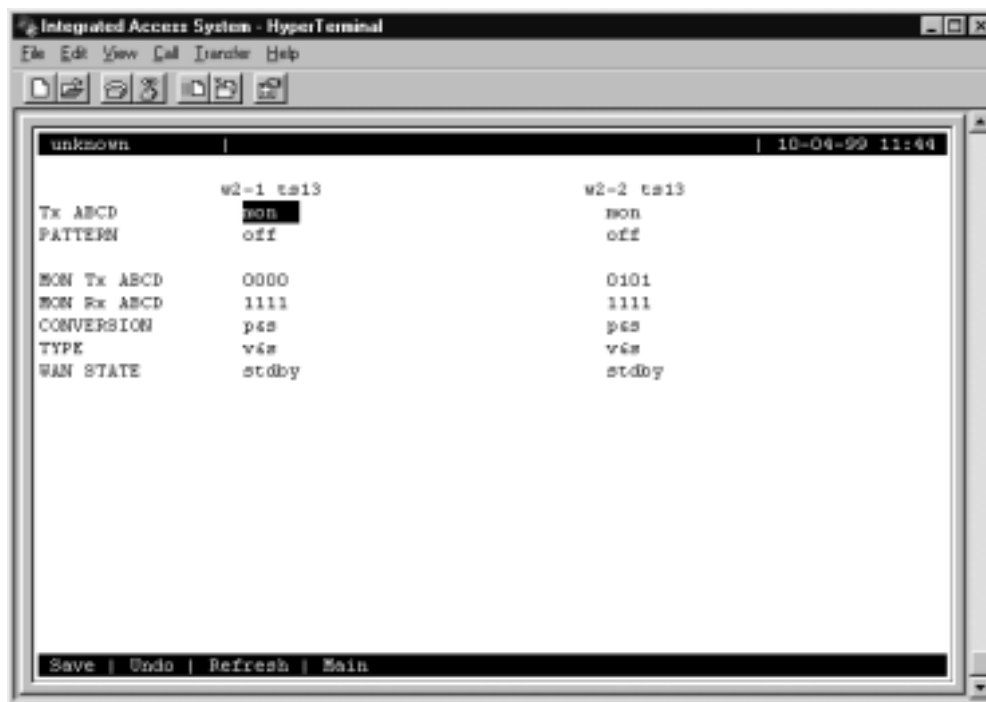 Integrated Access System - HyperTerminal
File Edit View Call Transfer Help
unknown | | 10-04-99 11:44
w2-1 ts13 w2-2 ts13
Tx ABCD mon mon
PATTERN off off
MON Tx ABCD 0000 0101
MON Rx ABCD 1111 1111
CONVERSION p&s p&s
TYPE v&s v&s
WAN STATE stdby stdby
Save | Undo | Refresh | Main